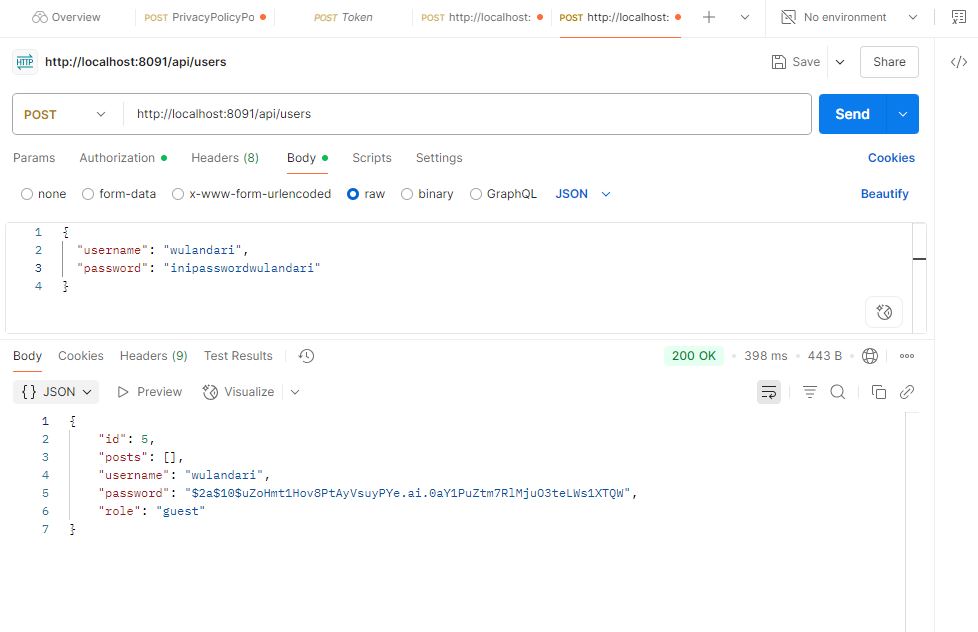 Overview POST PrivacyPolicyPo POST Token POST http://localhost: POST http://localhost: No environment
HTTP http://localhost:8091/api/users Save Share
POST http://localhost:8091/api/users Send
Params Authorization Headers (8) Body Scripts Settings Cookies
none form-data x-www-form-urlencoded raw binary GraphQL JSON Beautify
1 {
2 "username": "wulandari",
3 "password": "inipasswordwulandari"
4 }
Body Cookies Headers (9) Test Results 200 OK 398 ms 443 B
{} JSON Preview Visualize
1 {
2 "id": 5,
3 "posts": [],
4 "username": "wulandari",
5 "password": "$2a$10$uZoHmt1Hov8PtAyVsuyPYe.ai.0aY1PuZtm7RlMjuO3teLWs1XTQW",
6 "role": "guest"
7 }